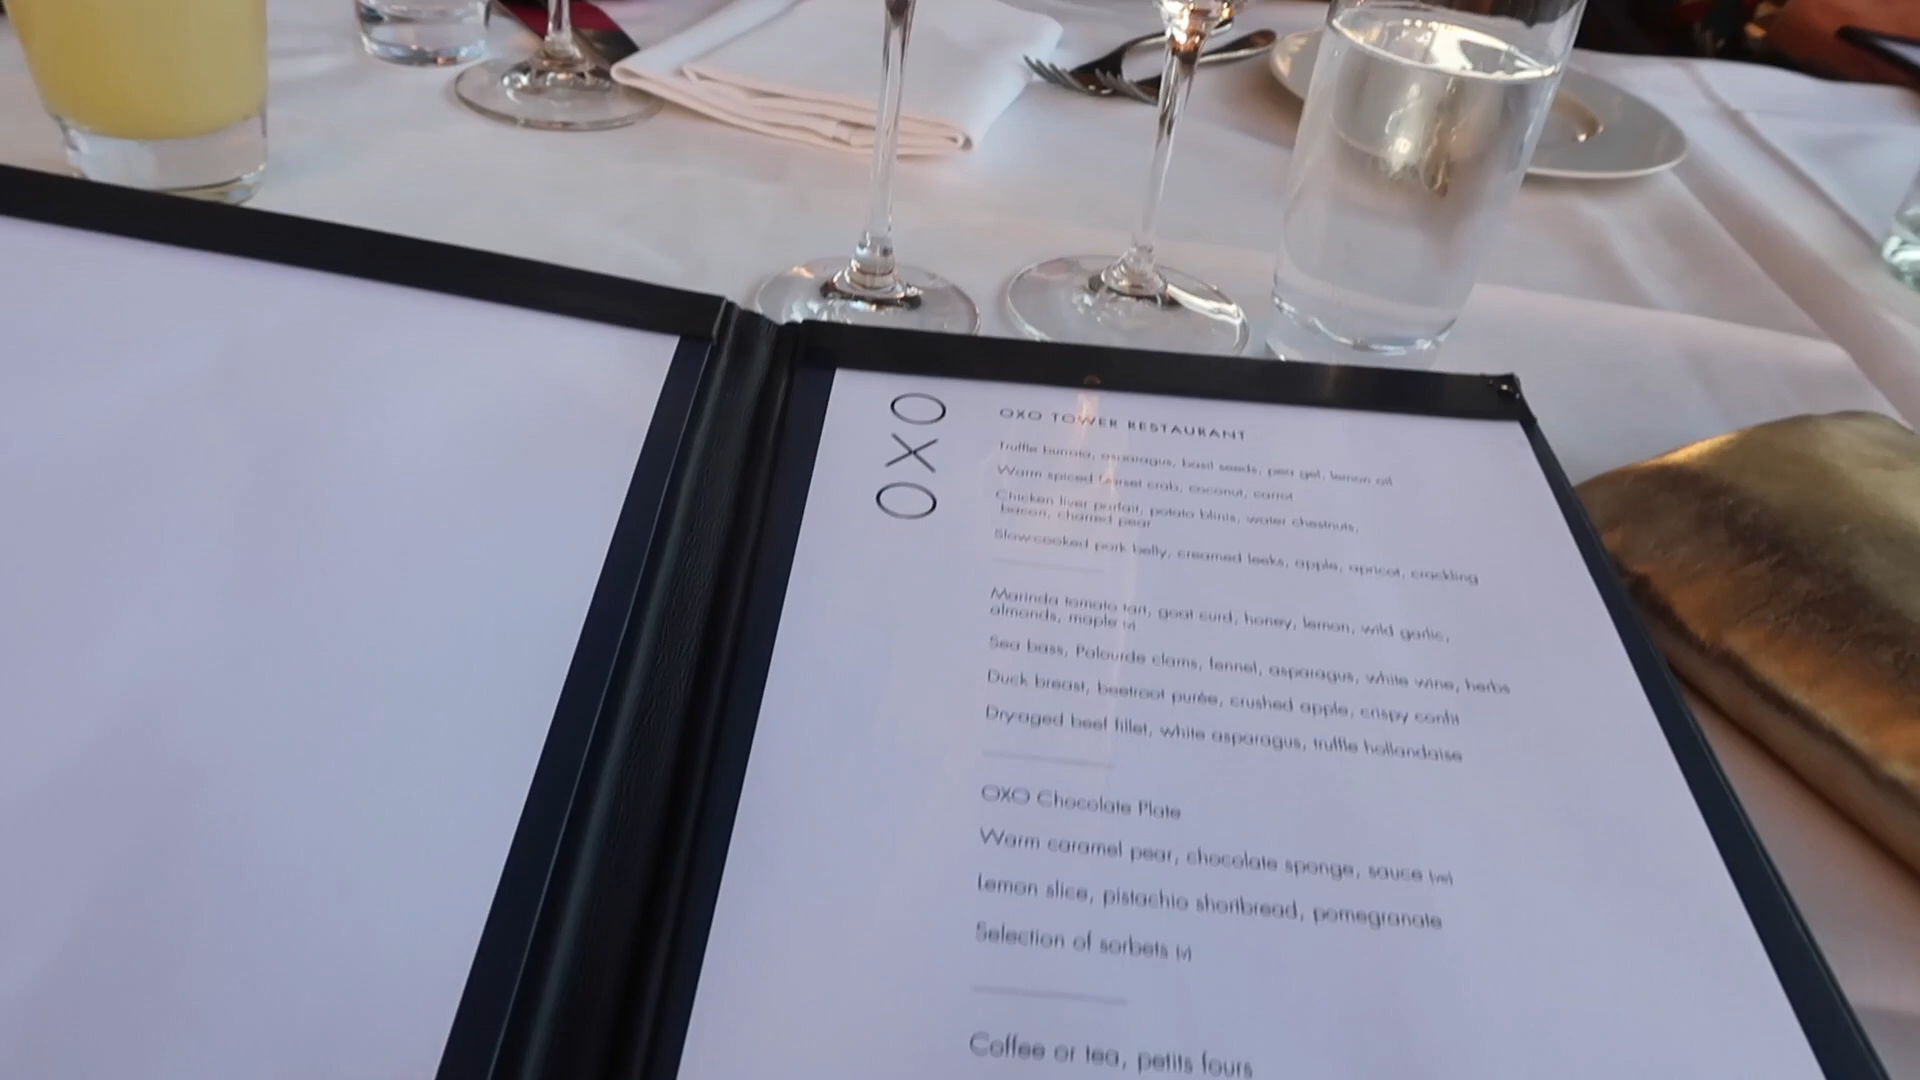 OXO
OXO TOWER RESTAURANT
Truffle burrata, asparagus, basil seeds, pea gel, lemon oil
Warm spiced Dorset crab, coconut, carrot
Chicken liver parfait, potato blinis, water chestnuts,
bacon, charred pear
Slow-cooked pork belly, creamed leeks, apple, apricot, crackling
Marinda tomato tart, goat curd, honey, lemon, wild garlic,
almonds, maple (v)
Sea bass, Palourde clams, fennel, asparagus, white wine, herbs
Duck breast, beetroot purée, crushed apple, crispy confit
Dry-aged beef fillet, white asparagus, truffle hollandaise
OXO Chocolate Plate
Warm caramel pear, chocolate sponge, sauce (ve)
Lemon slice, pistachio shortbread, pomegranate
Selection of sorbets (v)
Coffee or tea, petits fours